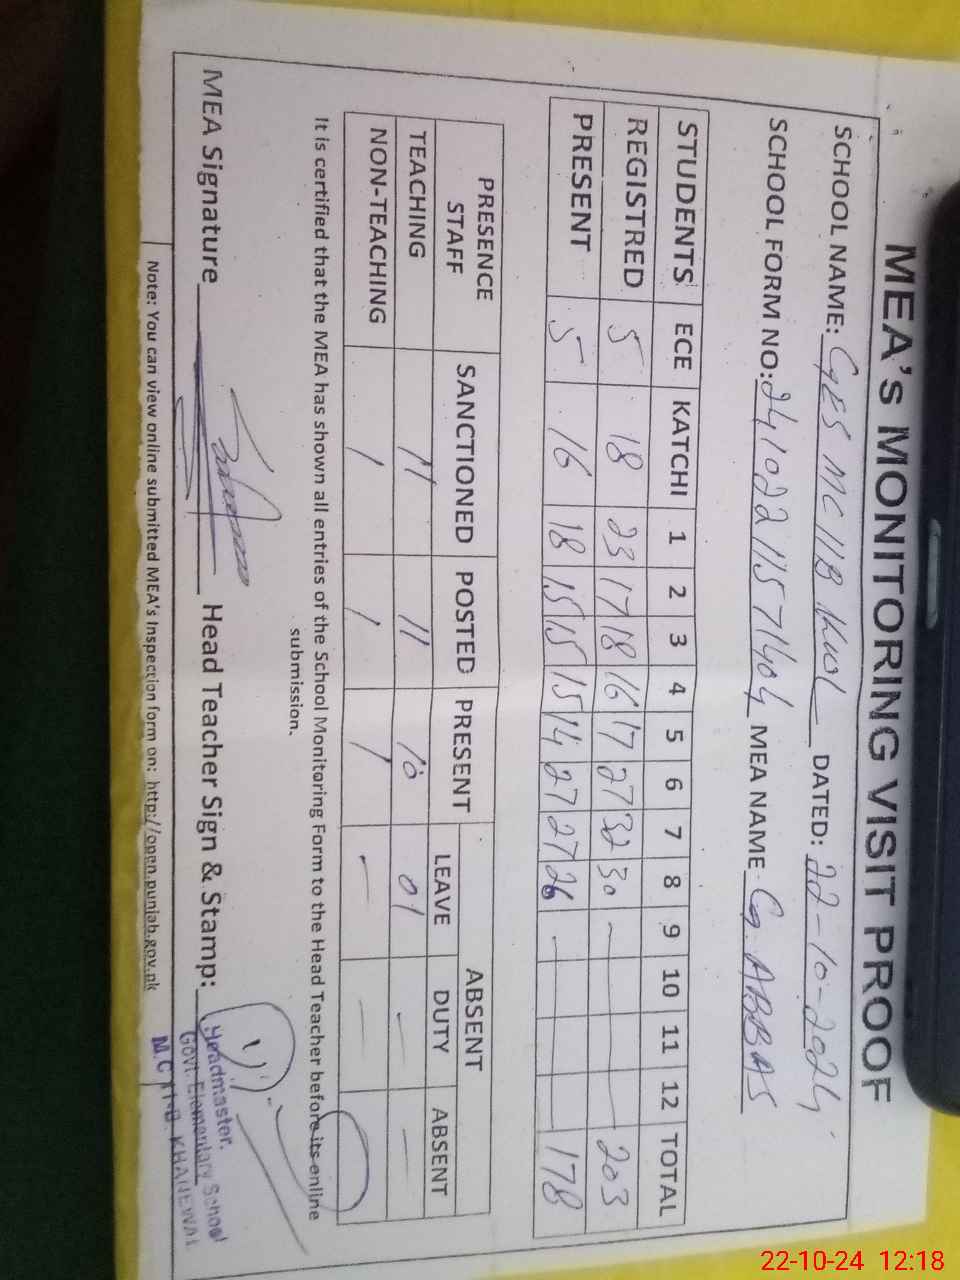 MEA's MONITORING VISIT PROOF
SCHOOL NAME: GES MC 11B Khwl DATED: 22-10-2024
SCHOOL FORM NO: MEA NAME: G. ABBAS
STUDENTS ECE KATCHI 1 2 3 4 5 6 7 8 9 10 11 12 TOTAL
REGISTRED 5 18 23 17 18 16 17 27 32 30 — 203
PRESENT 5 16 18 15 15 15 14 27 27 26 — 178
PRESENCE STAFF SANCTIONED POSTED PRESENT ABSENT
LEAVE DUTY ABSENT
TEACHING 11 11 10 01 — —
NON-TEACHING 1 1 1 — —
It is certified that the MEA has shown all entries of the School Monitoring Form to the Head Teacher before its online
submission.
MEA Signature Head Teacher Sign & Stamp:
Headmaster.
Govt. Elementary School
M.C 11-B KHANEWAL
Note: You can view online submitted MEA's Inspection form on: http://open.punjab.gov.pk
22-10-24 12:18